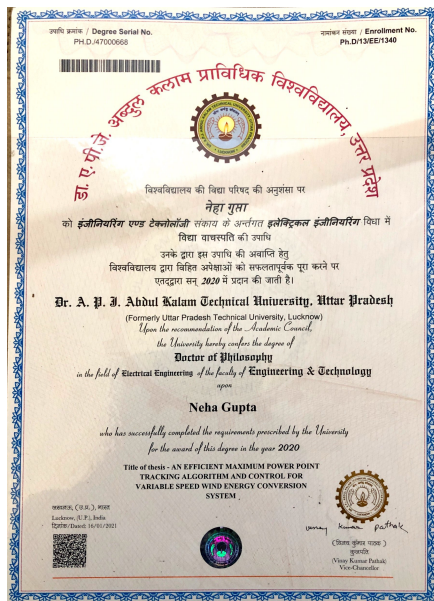 उपाधि क्रमांक / Degree Serial No.
PH.D./47000668
नामांकन संख्या / Enrollment No.
Ph.D/13/EE/1340
डा. ए.पी.जे. अब्दुल कलाम प्राविधिक विश्वविद्यालय, उत्तर प्रदेश
विश्वविद्यालय की विद्या परिषद की अनुशंसा पर
नेहा गुप्ता
को इंजीनियरिंग एण्ड टेक्नोलॉजी संकाय के अर्न्तगत इलेक्ट्रिकल इंजीनियरिंग विधा में
विद्या वाचस्पति की उपाधि
उनके द्वारा इस उपाधि की अवाप्ति हेतु
विश्वविद्यालय द्वारा विहित अपेक्षाओं को सफलतापूर्वक पूरा करने पर
एतद्द्वारा सन् 2020 में प्रदान की जाती है।
Dr. A. P. J. Abdul Kalam Technical University, Uttar Pradesh
(Formerly Uttar Pradesh Technical University, Lucknow)
Upon the recommendation of the Academic Council,
the University hereby confers the degree of
Doctor of Philosophy
in the field of Electrical Engineering of the faculty of Engineering & Technology
upon
Neha Gupta
who has successfully completed the requirements prescribed by the University
for the award of this degree in the year 2020
Title of thesis - AN EFFICIENT MAXIMUM POWER POINT
TRACKING ALGORITHM AND CONTROL FOR
VARIABLE SPEED WIND ENERGY CONVERSION
SYSTEM
लखनऊ, (उ.प्र.), भारत
Lucknow, (U.P.), India
दिनांक/Dated: 16/01/2021
vinay kumar pathak
(विनय कुमार पाठक)
कुलपति
(Vinay Kumar Pathak)
Vice-Chancellor